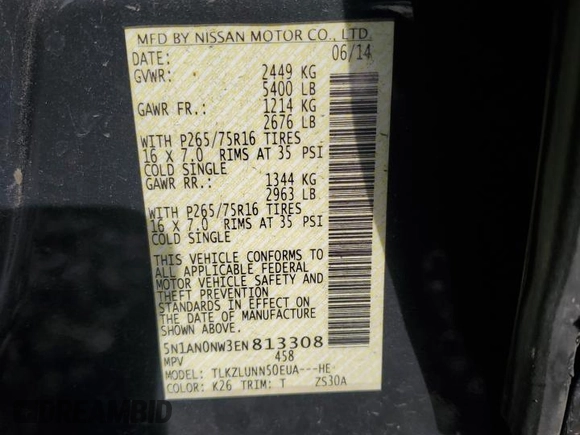 MFD BY NISSAN MOTOR CO., LTD.
DATE: 06/14
GVWR: 2449 KG
5400 LB
GAWR FR.: 1214 KG
2676 LB
WITH P265/75R16 TIRES
16 X 7.0 RIMS AT 35 PSI
COLD SINGLE
GAWR RR.: 1344 KG
2963 LB
WITH P265/75R16 TIRES
16 X 7.0 RIMS AT 35 PSI
COLD SINGLE
THIS VEHICLE CONFORMS TO
ALL APPLICABLE FEDERAL
MOTOR VEHICLE SAFETY AND
THEFT PREVENTION
STANDARDS IN EFFECT ON
THE DATE OF MANUFACTURE
SHOWN ABOVE.
5N1AN0NW3EN 813308
MPV 458
MODEL: TLKZLUNN50EUA---HE
COLOR: K26 TRIM: T ZS30A
DREAMBID